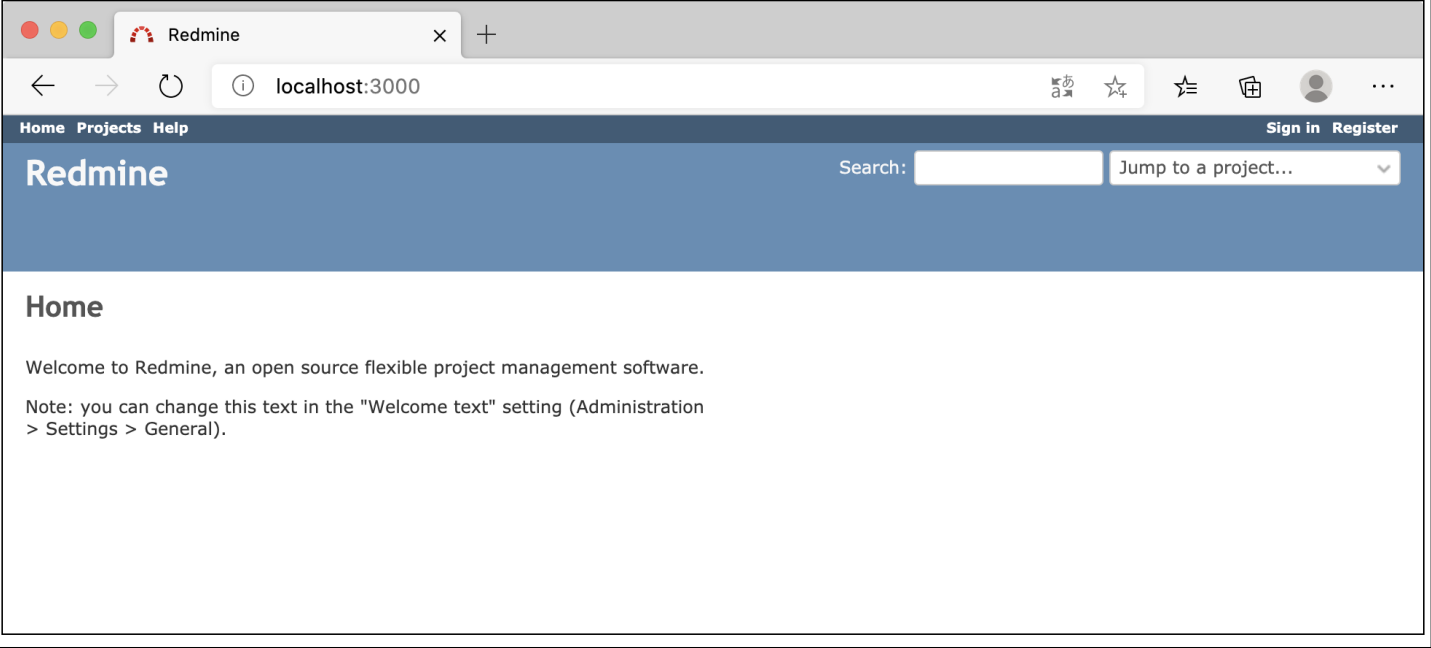 Redmine
localhost:3000
Home Projects Help
Sign in Register
Redmine
Search:
Jump to a project...
Home
Welcome to Redmine, an open source flexible project management software.
Note: you can change this text in the "Welcome text" setting (Administration
> Settings > General).